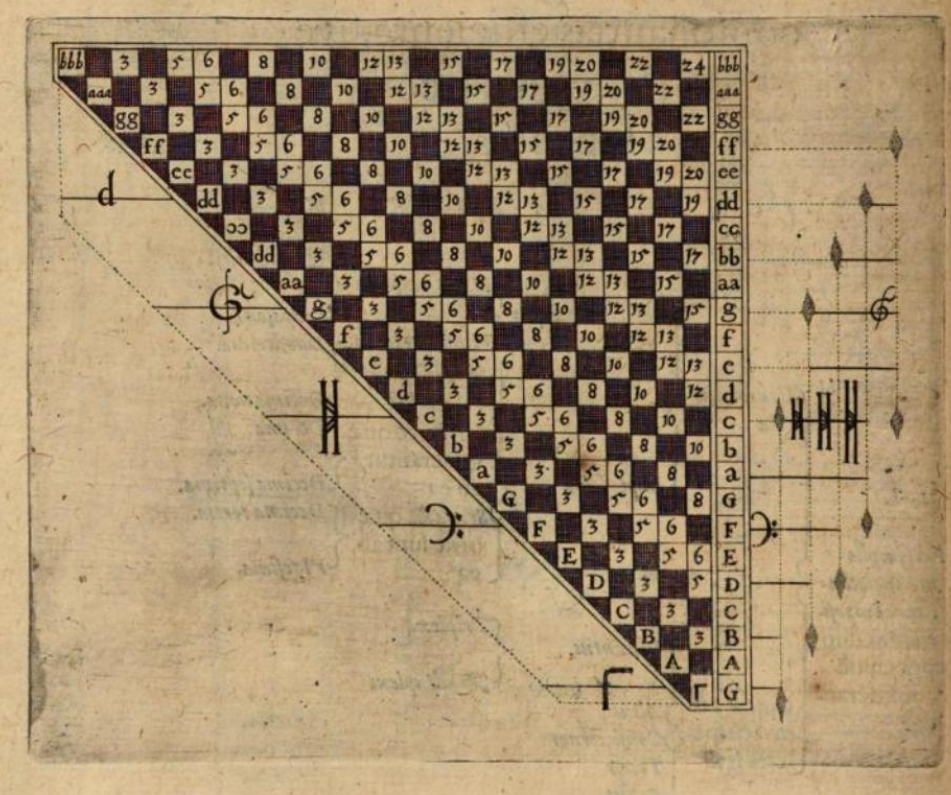 bbb 3 5 6 8 10 12 13 15 17 19 20 22 24 bbb
aaa 3 5 6 8 10 12 13 15 17 19 20 22 aaa
gg 3 5 6 8 10 12 13 15 17 19 20 22 gg
ff 3 5 6 8 10 12 13 15 17 19 20 ff
ee 3 5 6 8 10 12 13 15 17 19 20 ee
d dd 3 5 6 8 10 12 13 15 17 19 dd
cc 3 5 6 8 10 12 13 15 17 cc
dd 3 5 6 8 10 12 13 15 17 bb
aa 3 5 6 8 10 12 13 15 aa
g 3 5 6 8 10 12 13 15 g
f 3 5 6 8 10 12 13 f
e 3 5 6 8 10 12 13 e
d 3 5 6 8 10 12 d
c 3 5 6 8 10 c
b 3 5 6 8 10 b
a 3 5 6 8 a
G 3 5 6 8 G
F 3 5 6 F
E 3 5 6 E
D 3 5 D
C 3 C
B 3 B
A A
Γ Γ G